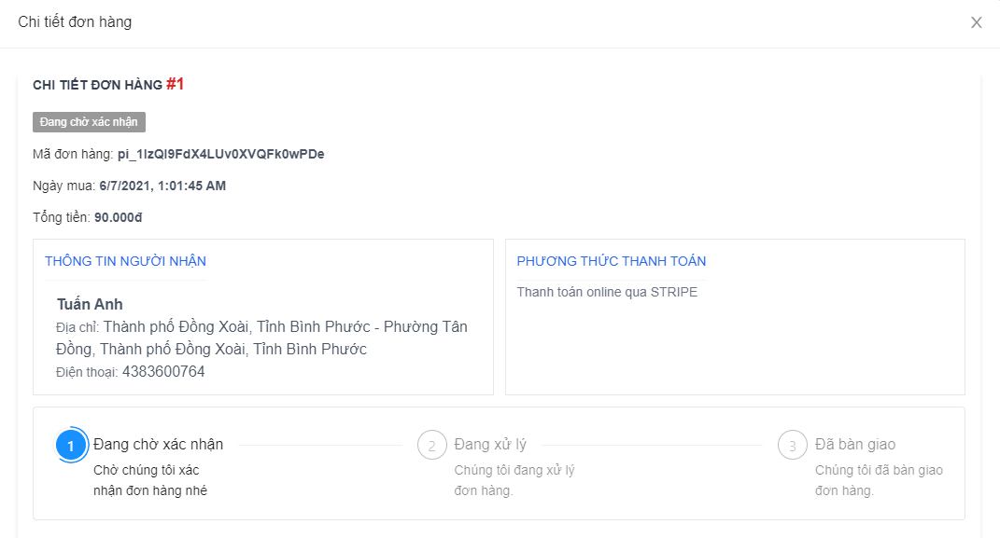 Chi tiết đơn hàng
CHI TIẾT ĐƠN HÀNG #1
Đang chờ xác nhận
Mã đơn hàng: pi_1IzQI9FdX4LUv0XVQFk0wPDe
Ngày mua: 6/7/2021, 1:01:45 AM
Tổng tiền: 90.000đ
THÔNG TIN NGƯỜI NHẬN
Tuấn Anh
Địa chỉ: Thành phố Đồng Xoài, Tỉnh Bình Phước - Phường Tân
Đồng, Thành phố Đồng Xoài, Tỉnh Bình Phước
Điện thoại: 4383600764
PHƯƠNG THỨC THANH TOÁN
Thanh toán online qua STRIPE
1 Đang chờ xác nhận
Chờ chúng tôi xác
nhận đơn hàng nhé
2 Đang xử lý
Chúng tôi đang xử lý
đơn hàng.
3 Đã bàn giao
Chúng tôi đã bàn giao
đơn hàng.